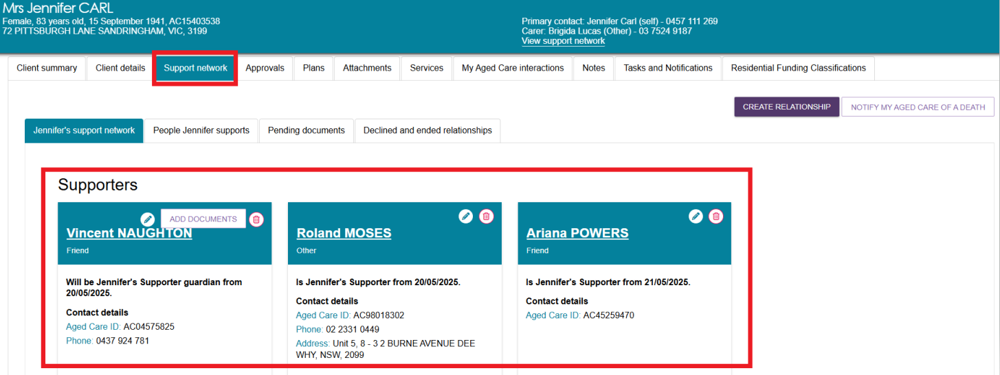 Mrs Jennifer CARL
Female, 83 years old, 15 September 1941, AC15403538
72 PITTSBURGH LANE SANDRINGHAM, VIC, 3199
Primary contact: Jennifer Carl (self) - 0457 111 269
Carer: Brigida Lucas (Other) - 03 7524 9187
View support network
Client summary Client details Support network Approvals Plans Attachments Services My Aged Care interactions Notes Tasks and Notifications Residential Funding Classifications
CREATE RELATIONSHIP NOTIFY MY AGED CARE OF A DEATH
Jennifer's support network People Jennifer supports Pending documents Declined and ended relationships
Supporters
ADD DOCUMENTS
Vincent NAUGHTON
Friend
Will be Jennifer's Supporter guardian from
20/05/2025.
Contact details
Aged Care ID: AC04575825
Phone: 0437 924 781
Roland MOSES
Other
Is Jennifer's Supporter from 20/05/2025.
Contact details
Aged Care ID: AC98018302
Phone: 02 2331 0449
Address: Unit 5, 8 - 3 2 BURNE AVENUE DEE
WHY, NSW, 2099
Ariana POWERS
Friend
Is Jennifer's Supporter from 21/05/2025.
Contact details
Aged Care ID: AC45259470